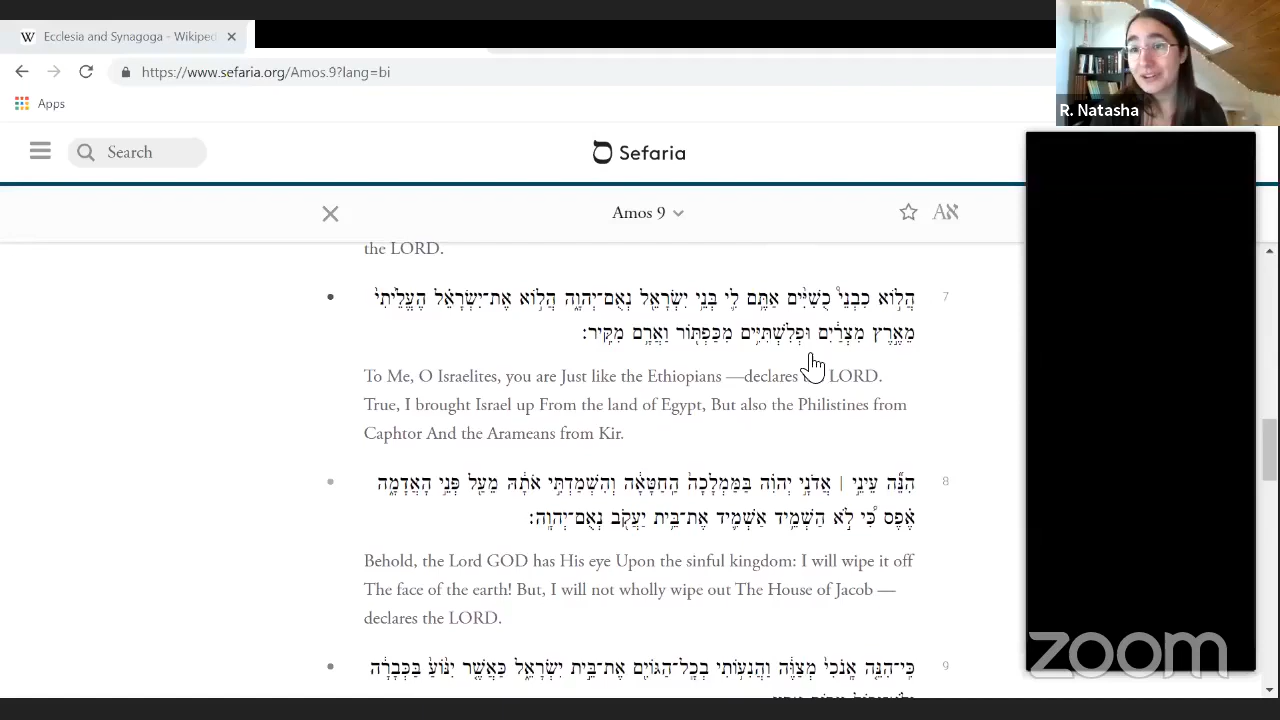 Ecclesia and Synagoga - Wikiped
https://www.sefaria.org/Amos.9?lang=bi
Apps
R. Natasha
Search
Sefaria
Amos 9
the LORD.
הֲל֣וֹא כִבְנֵי֩ כֻשִׁיִּ֨ים אַתֶּ֥ם לִ֛י בְּנֵ֥י יִשְׂרָאֵ֖ל נְאֻם־יְהוָ֑ה הֲל֣וֹא אֶת־יִשְׂרָאֵ֗ל הֶעֱלֵ֙יתִי֙
7
מֵאֶ֣רֶץ מִצְרַ֔יִם וּפְלִשְׁתִּיִּ֥ים מִכַּפְתּ֖וֹר וַאֲרָ֥ם מִקִּֽיר׃
To Me, O Israelites, you are Just like the Ethiopians —declares LORD.
True, I brought Israel up From the land of Egypt, But also the Philistines from
Caphtor And the Arameans from Kir.
הִנֵּ֞ה עֵינֵ֣י ׀ אֲדֹנָ֣י יְהוִ֗ה בַּמַּמְלָכָה֙ הַֽחַטָּאָ֔ה וְהִשְׁמַדְתִּ֣י אֹתָ֔הּ מֵעַ֖ל פְּנֵ֣י הָאֲדָמָ֑ה
8
אֶ֗פֶס כִּ֠י לֹ֣א הַשְׁמֵ֥יד אַשְׁמִ֛יד אֶת־בֵּ֥ית יַעֲקֹ֖ב נְאֻם־יְהוָֽה׃
Behold, the Lord GOD has His eye Upon the sinful kingdom: I will wipe it off
The face of the earth! But, I will not wholly wipe out The House of Jacob —
declares the LORD.
כִּֽי־הִנֵּ֤ה אָֽנֹכִי֙ מְצַוֶּ֔ה וַהֲנִע֥וֹתִי בְכָֽל־הַגּוֹיִ֖ם אֶת־בֵּ֣ית יִשְׂרָאֵ֑ל כַּאֲשֶׁ֤ר יִנּ֙וֹעַ֙ בַּכְּבָרָ֔ה
9
zoom